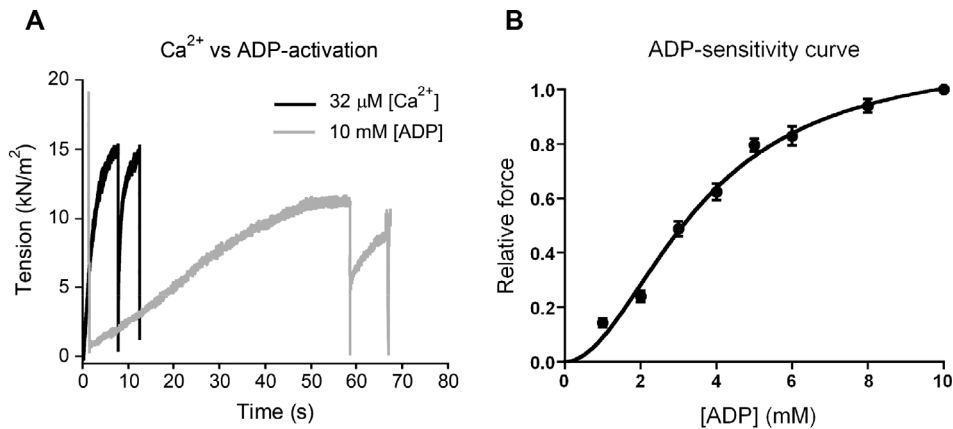 A
Ca²⁺ vs ADP-activation
32 μM [Ca²⁺]
10 mM [ADP]
Tension (kN/m²)
20
15
10
5
0
0 10 20 30 40 50 60 70 80
Time (s)
B
ADP-sensitivity curve
Relative force
1.0
0.8
0.6
0.4
0.2
0.0
0 2 4 6 8 10
[ADP] (mM)